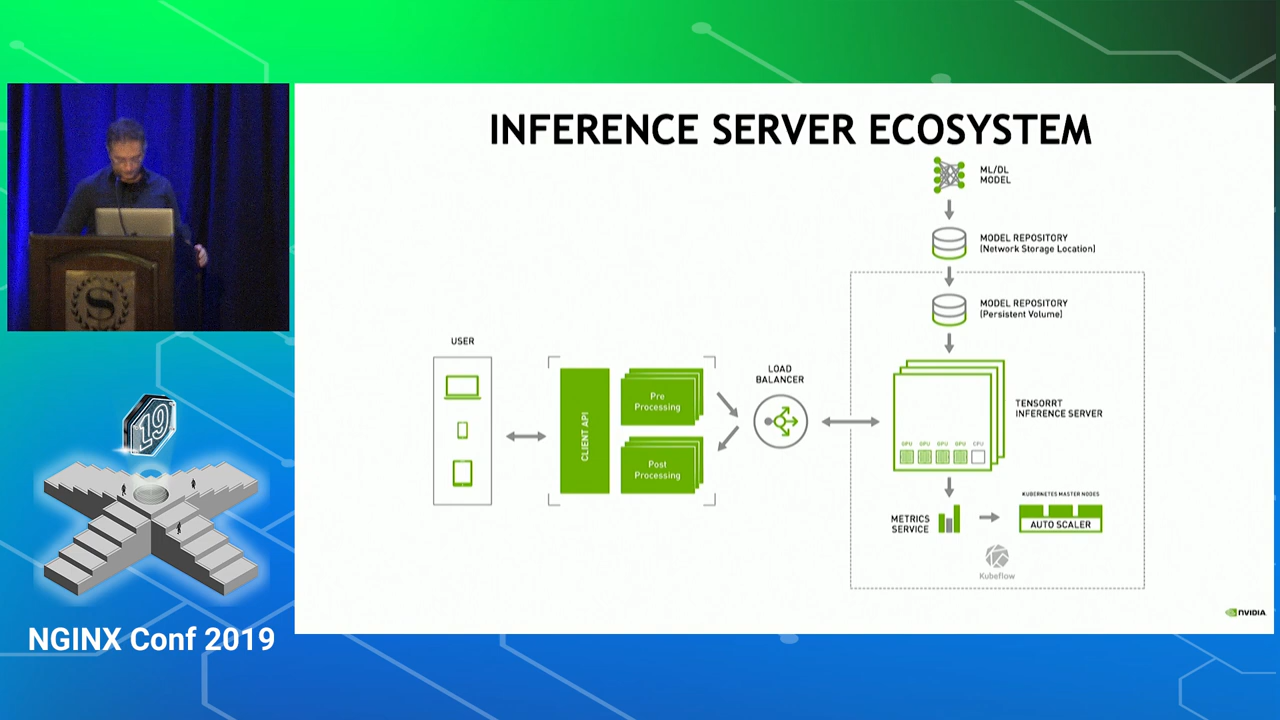 INFERENCE SERVER ECOSYSTEM
ML/DL
MODEL
MODEL REPOSITORY
(Network Storage Location)
MODEL REPOSITORY
(Persistent Volume)
USER
LOAD
BALANCER
CLIENT API
Pre
Processing
Post
Processing
TENSORRT
INFERENCE SERVER
GPU GPU GPU GPU CPU
METRICS
SERVICE
KUBERNETES MASTER NODES
AUTO SCALER
Kubeflow
NVIDIA
S
19
NGINX Conf 2019